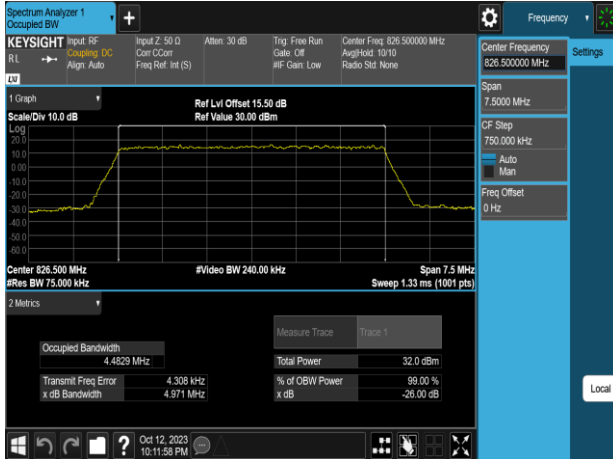 Spectrum Analyzer 1
Occupied BW
+
Frequency
KEYSIGHT
RL
LXI
Input: RF
Coupling: DC
Align: Auto
Input Z: 50 Ω
Corr CCorr
Freq Ref: Int (S)
Atten: 30 dB
Trig: Free Run
Gate: Off
#IF Gain: Low
Center Freq: 826.500000 MHz
Avg|Hold: 10/10
Radio Std: None
Center Frequency
826.500000 MHz
Settings
Span
7.5000 MHz
CF Step
750.000 kHz
Auto
Man
Freq Offset
0 Hz
Local
1 Graph
Scale/Div 10.0 dB
Ref Lvl Offset 15.50 dB
Ref Value 30.00 dBm
Log
20.0
10.0
0.00
-10.0
-20.0
-30.0
-40.0
-50.0
-60.0
Center 826.500 MHz
#Res BW 75.000 kHz
#Video BW 240.00 kHz
Span 7.5 MHz
Sweep 1.33 ms (1001 pts)
2 Metrics
Measure Trace
Trace 1
Occupied Bandwidth
4.4829 MHz
Total Power
32.0 dBm
Transmit Freq Error
4.308 kHz
% of OBW Power
99.00 %
x dB Bandwidth
4.971 MHz
x dB
-26.00 dB
?
Oct 12, 2023
10:11:58 PM